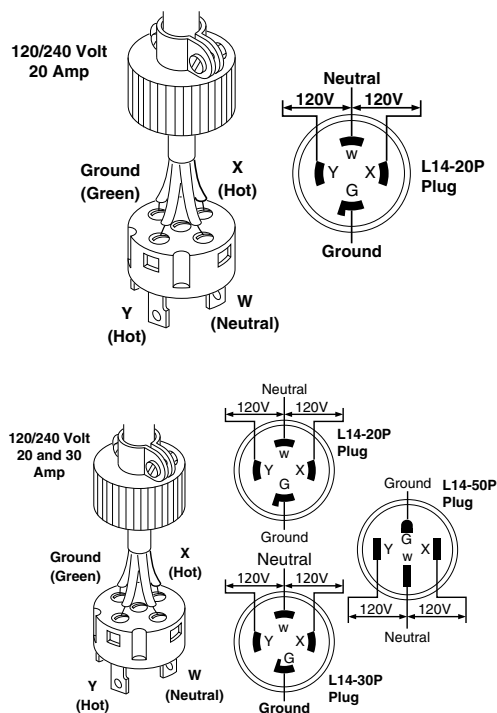 120/240 Volt
20 Amp
Ground
(Green)
X
(Hot)
Y
(Hot)
W
(Neutral)
Neutral
120V 120V
W
Y X
G
L14-20P
Plug
Ground
120/240 Volt
20 and 30
Amp
Ground
(Green)
X
(Hot)
Y
(Hot)
W
(Neutral)
Neutral
120V 120V
L14-20P
Plug
W
Y X
G
Ground
Neutral
120V 120V
W
Y X
G
L14-30P
Plug
Ground
Ground
L14-50P
Plug
G
Y X
W
120V 120V
Neutral